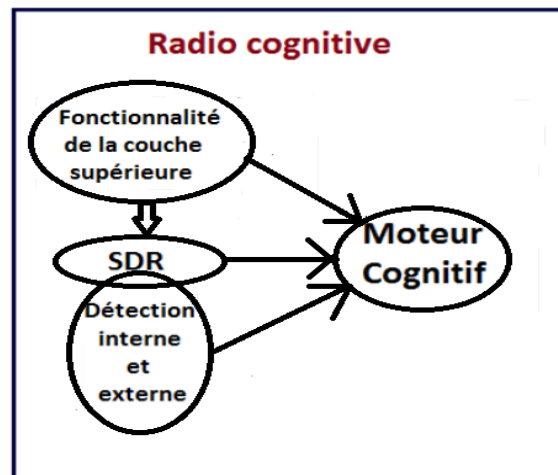 Radio cognitive
Fonctionnalité
de la couche
supérieure
SDR
Détection
interne
et
externe
Moteur
Cognitif